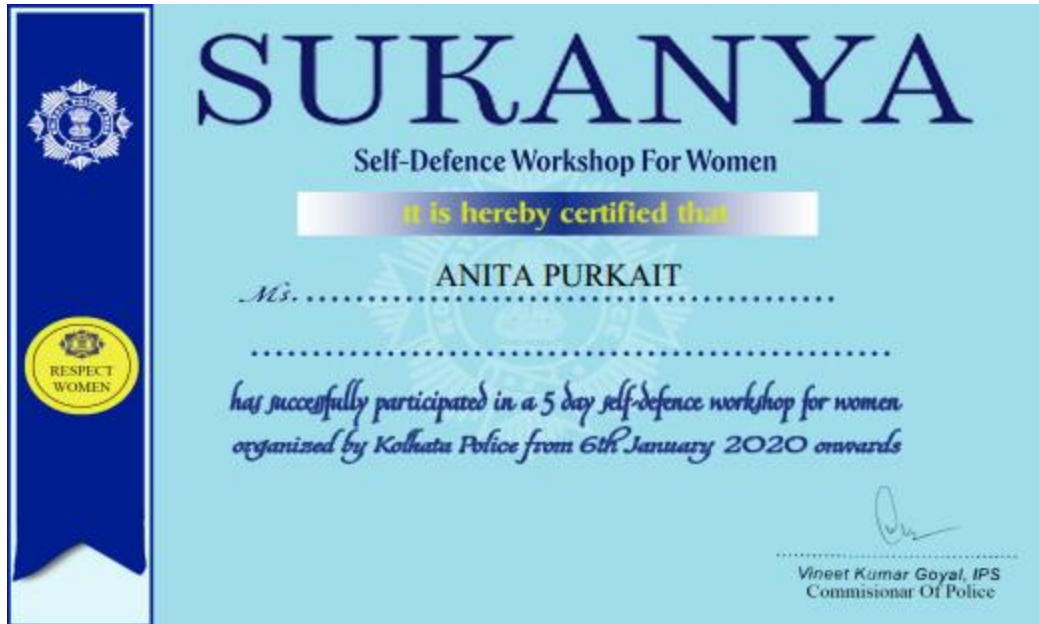 SUKANYA
Self-Defence Workshop For Women
It is hereby certified that
Ms. ANITA PURKAIT
has successfully participated in a 5 day self-defence workshop for women
organized by Kolkata Police from 6th January 2020 onwards
RESPECT
WOMEN
Vineet Kumar Goyal, IPS
Commisionar Of Police